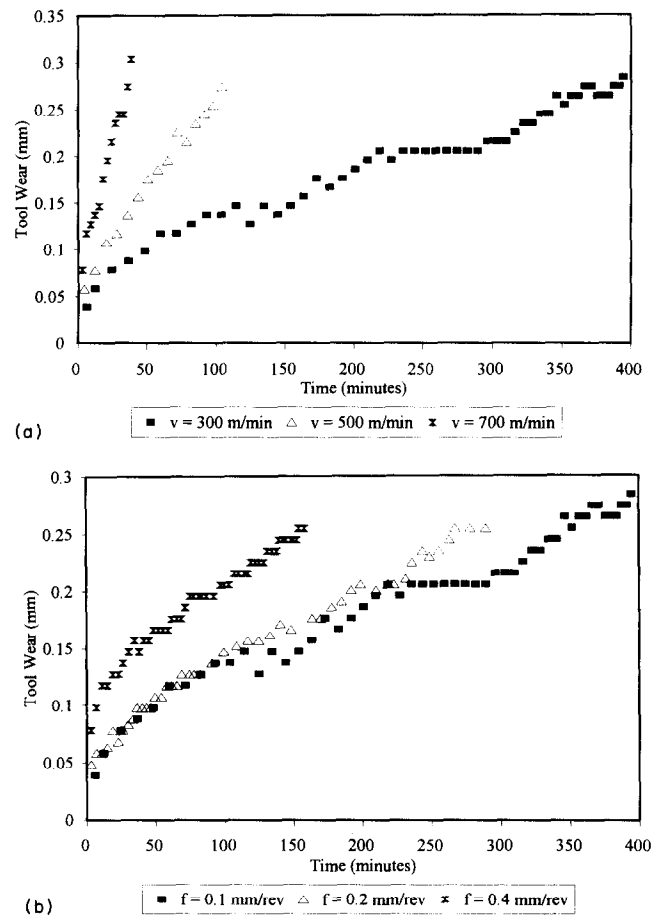 0.35
0.3
0.25
0.2
0.15
0.1
0.05
0
Tool Wear (mm)
0 50 100 150 200 250 300 350 400
Time (minutes)
v = 300 m/min v = 500 m/min v = 700 m/min
(a)
0.3
0.25
0.2
0.15
0.1
0.05
0
Tool Wear (mm)
0 50 100 150 200 250 300 350 400
Time (minutes)
f = 0.1 mm/rev f = 0.2 mm/rev f = 0.4 mm/rev
(b)